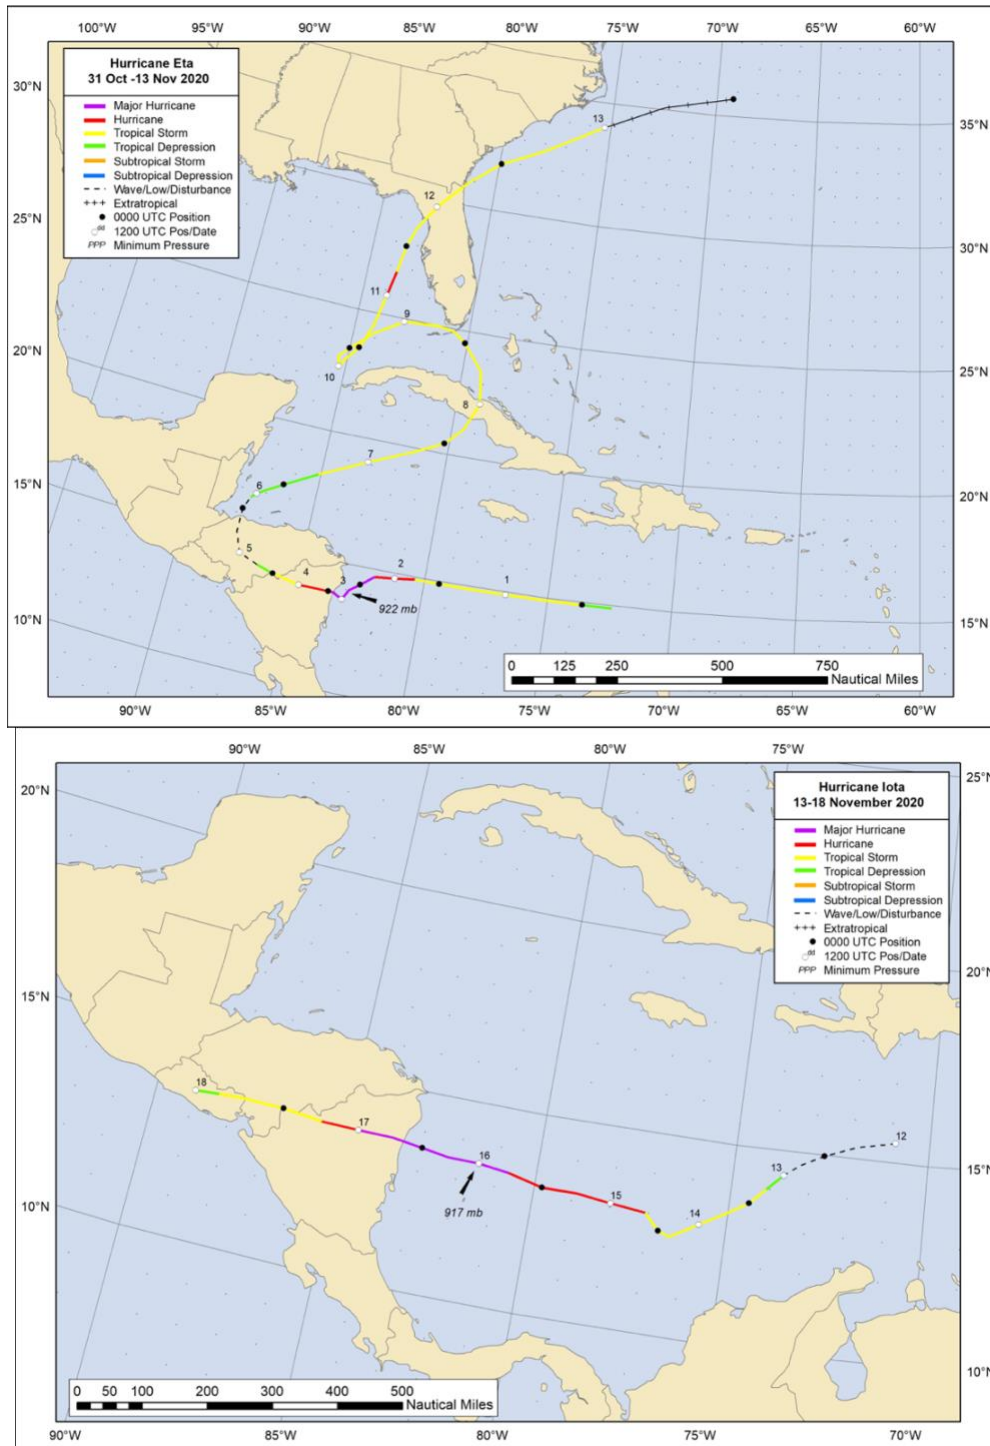 100°W 95°W 90°W 85°W 80°W 75°W 70°W 65°W
Hurricane Eta
31 Oct -13 Nov 2020
Major Hurricane
Hurricane
Tropical Storm
Tropical Depression
Subtropical Storm
Subtropical Depression
Wave/Low/Disturbance
Extratropical
0000 UTC Position
dd 1200 UTC Pos/Date
PPP Minimum Pressure
30°N
25°N
20°N
15°N
10°N
35°N
30°N
25°N
20°N
15°N
13
12
11
9
10
8
7
6
5
4
3
2
1
922 mb
0 125 250 500 750
Nautical Miles
90°W 85°W 80°W 75°W 70°W 65°W 60°W
90°W 85°W 80°W 75°W
Hurricane Iota
13-18 November 2020
Major Hurricane
Hurricane
Tropical Storm
Tropical Depression
Subtropical Storm
Subtropical Depression
Wave/Low/Disturbance
Extratropical
0000 UTC Position
dd 1200 UTC Pos/Date
PPP Minimum Pressure
20°N
15°N
10°N
25°N
20°N
15°N
10°N
18
17
16
15
14
13
12
917 mb
0 50 100 200 300 400 500
Nautical Miles
90°W 85°W 80°W 75°W 70°W